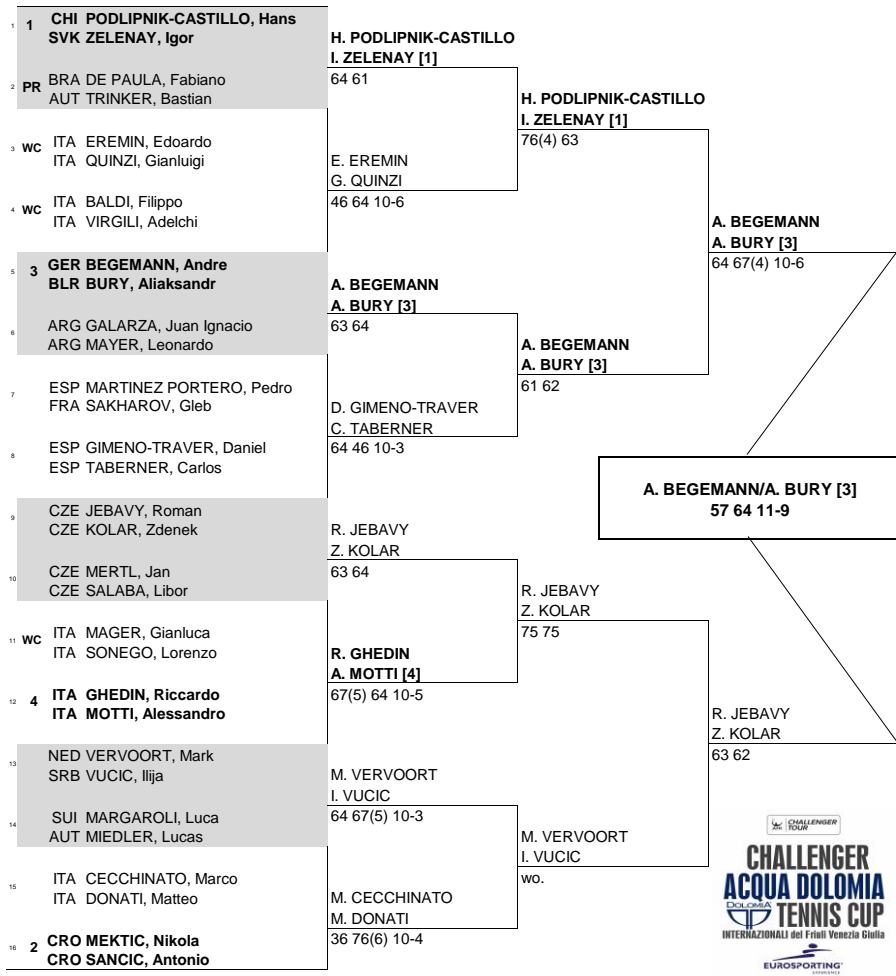 1 1 CHI PODLIPNIK-CASTILLO, Hans
SVK ZELENAY, Igor
2 PR BRA DE PAULA, Fabiano
AUT TRINKER, Bastian
3 WC ITA EREMIN, Edoardo
ITA QUINZI, Gianluigi
4 WC ITA BALDI, Filippo
ITA VIRGILI, Adelchi
5 3 GER BEGEMANN, Andre
BLR BURY, Aliaksandr
6 ARG GALARZA, Juan Ignacio
ARG MAYER, Leonardo
7 ESP MARTINEZ PORTERO, Pedro
FRA SAKHAROV, Gleb
8 ESP GIMENO-TRAVER, Daniel
ESP TABERNER, Carlos
9 CZE JEBAVY, Roman
CZE KOLAR, Zdenek
10 CZE MERTL, Jan
CZE SALABA, Libor
11 WC ITA MAGER, Gianluca
ITA SONEGO, Lorenzo
12 4 ITA GHEDIN, Riccardo
ITA MOTTI, Alessandro
13 NED VERVOORT, Mark
SRB VUCIC, Ilija
14 SUI MARGAROLI, Luca
AUT MIEDLER, Lucas
15 ITA CECCHINATO, Marco
ITA DONATI, Matteo
16 2 CRO MEKTIC, Nikola
CRO SANCIC, Antonio
H. PODLIPNIK-CASTILLO
I. ZELENAY [1]
64 61
E. EREMIN
G. QUINZI
46 64 10-6
A. BEGEMANN
A. BURY [3]
63 64
D. GIMENO-TRAVER
C. TABERNER
64 46 10-3
R. JEBAVY
Z. KOLAR
63 64
R. GHEDIN
A. MOTTI [4]
67(5) 64 10-5
M. VERVOORT
I. VUCIC
64 67(5) 10-3
M. CECCHINATO
M. DONATI
36 76(6) 10-4
H. PODLIPNIK-CASTILLO
I. ZELENAY [1]
76(4) 63
A. BEGEMANN
A. BURY [3]
61 62
R. JEBAVY
Z. KOLAR
75 75
M. VERVOORT
I. VUCIC
wo.
A. BEGEMANN
A. BURY [3]
64 67(4) 10-6
R. JEBAVY
Z. KOLAR
63 62
A. BEGEMANN/A. BURY [3]
57 64 11-9
ATP CHALLENGER
TOUR
CHALLENGER
ACQUA DOLOMIA
DOLOMIA
TENNIS CUP
INTERNAZIONALI del Friuli Venezia Giulia
EUROSPORTING
EXPERIENCE